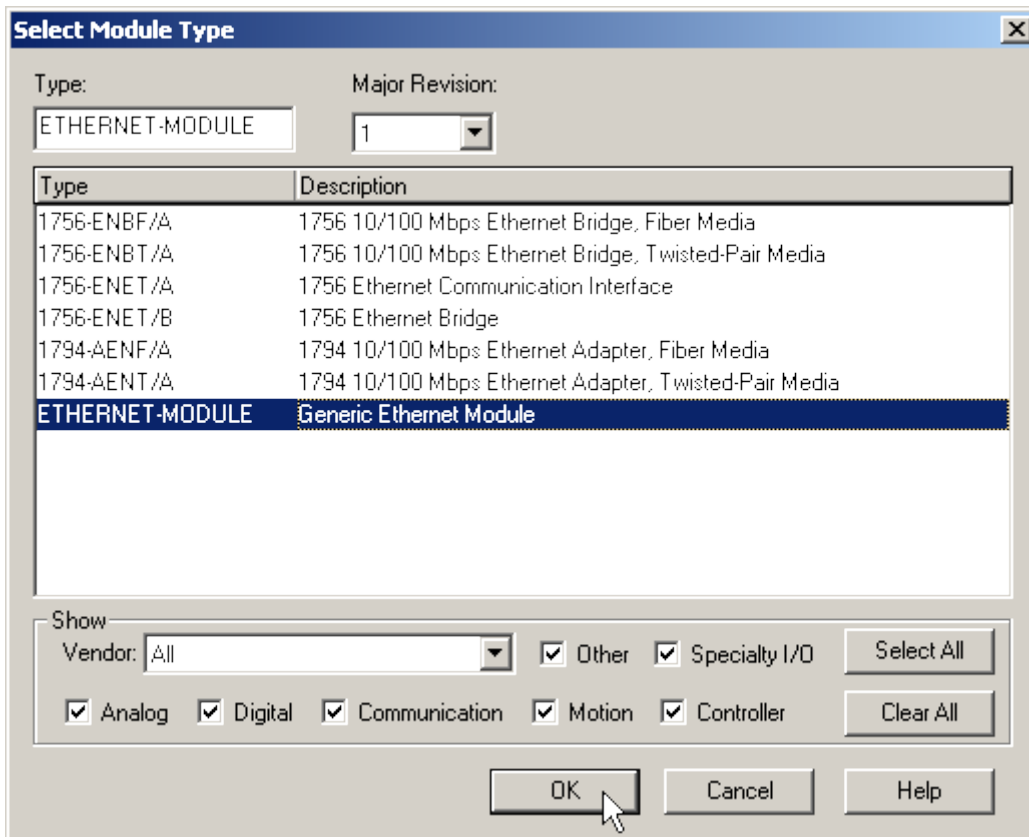 Select Module Type
Type: Major Revision:
ETHERNET-MODULE 1
Type Description
1756-ENBF/A 1756 10/100 Mbps Ethernet Bridge, Fiber Media
1756-ENBT/A 1756 10/100 Mbps Ethernet Bridge, Twisted-Pair Media
1756-ENET/A 1756 Ethernet Communication Interface
1756-ENET/B 1756 Ethernet Bridge
1794-AENF/A 1794 10/100 Mbps Ethernet Adapter, Fiber Media
1794-AENT/A 1794 10/100 Mbps Ethernet Adapter, Twisted-Pair Media
ETHERNET-MODULE Generic Ethernet Module
Show
Vendor: All Other Specialty I/O Select All
Analog Digital Communication Motion Controller Clear All
OK Cancel Help